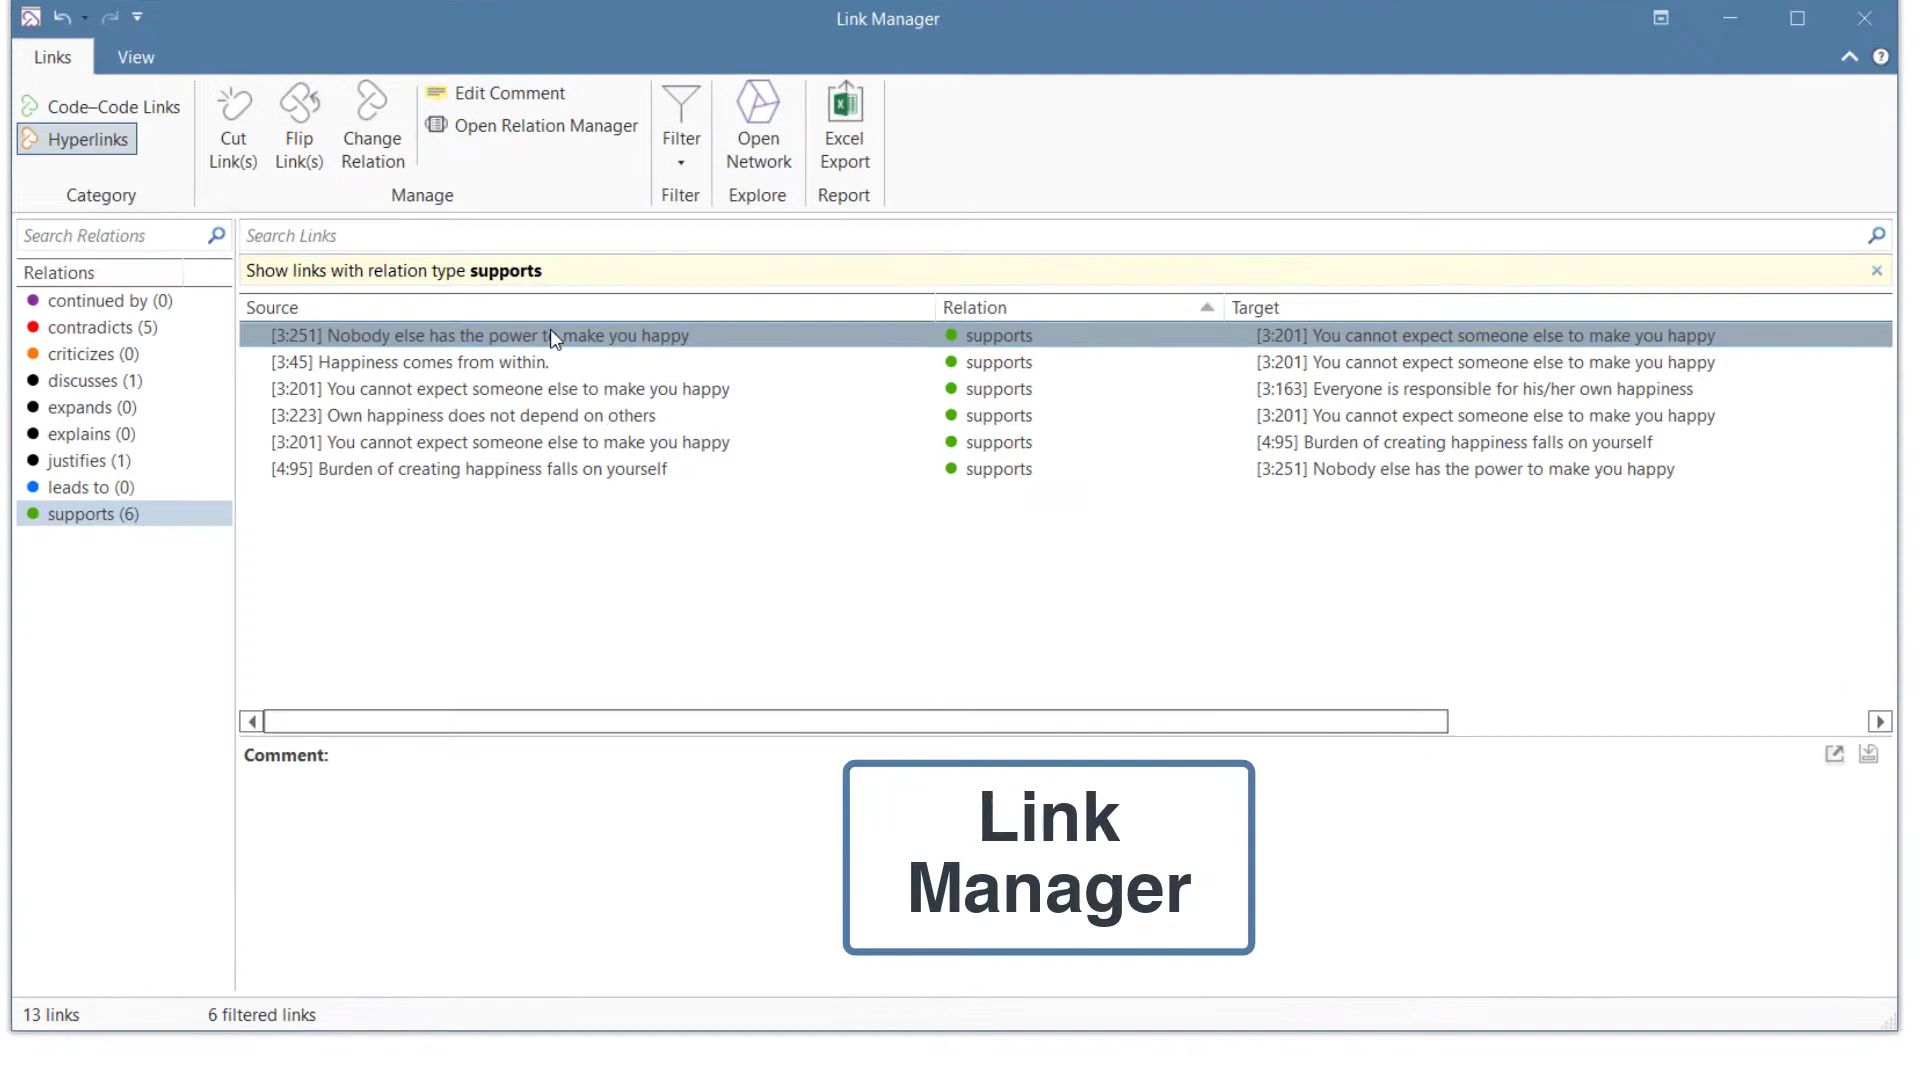 Link Manager
Links View
Code–Code Links
Hyperlinks
Category
Cut Link(s)
Flip Link(s)
Change Relation
Edit Comment
Open Relation Manager
Manage
Filter
Filter
Open Network
Explore
Excel Export
Report
Search Relations
Search Links
Relations
continued by (0)
contradicts (5)
criticizes (0)
discusses (1)
expands (0)
explains (0)
justifies (1)
leads to (0)
supports (6)
Show links with relation type supports
Source Relation Target
[3:251] Nobody else has the power to make you happy supports [3:201] You cannot expect someone else to make you happy
[3:45] Happiness comes from within. supports [3:201] You cannot expect someone else to make you happy
[3:201] You cannot expect someone else to make you happy supports [3:163] Everyone is responsible for his/her own happiness
[3:223] Own happiness does not depend on others supports [3:201] You cannot expect someone else to make you happy
[3:201] You cannot expect someone else to make you happy supports [4:95] Burden of creating happiness falls on yourself
[4:95] Burden of creating happiness falls on yourself supports [3:251] Nobody else has the power to make you happy
Comment:
Link
Manager
13 links 6 filtered links